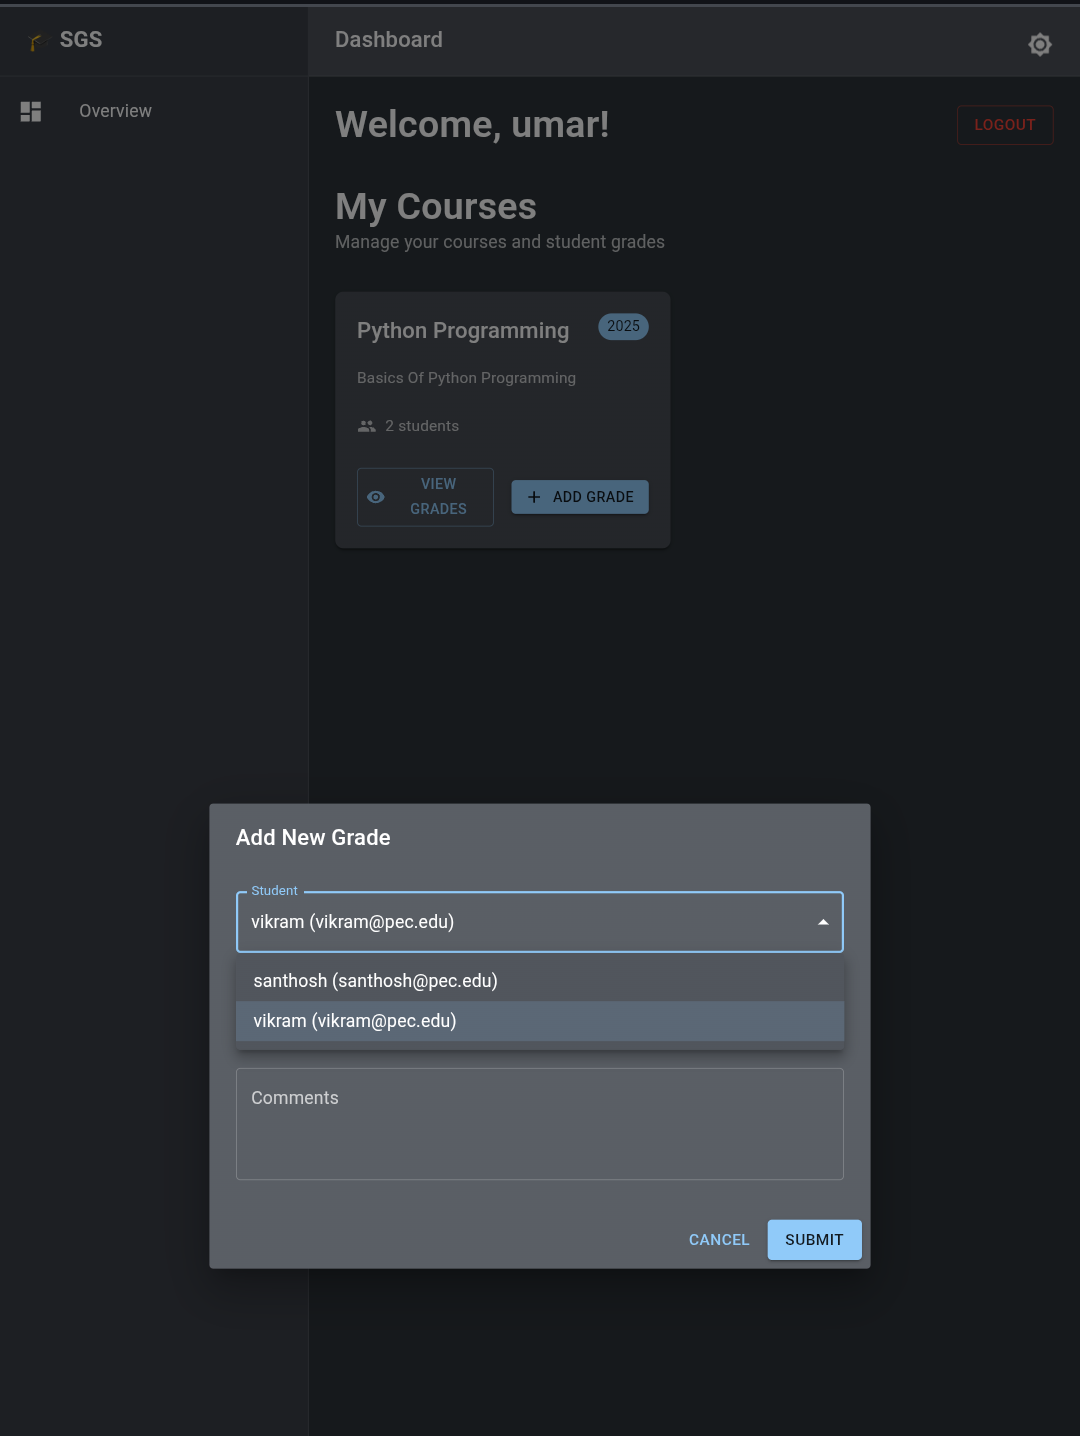 SGS
Dashboard
Overview
Welcome, umar!
LOGOUT
My Courses
Manage your courses and student grades
Python Programming
2025
Basics Of Python Programming
2 students
VIEW
GRADES
ADD GRADE
Add New Grade
Student
vikram (vikram@pec.edu)
santhosh (santhosh@pec.edu)
vikram (vikram@pec.edu)
Comments
CANCEL
SUBMIT